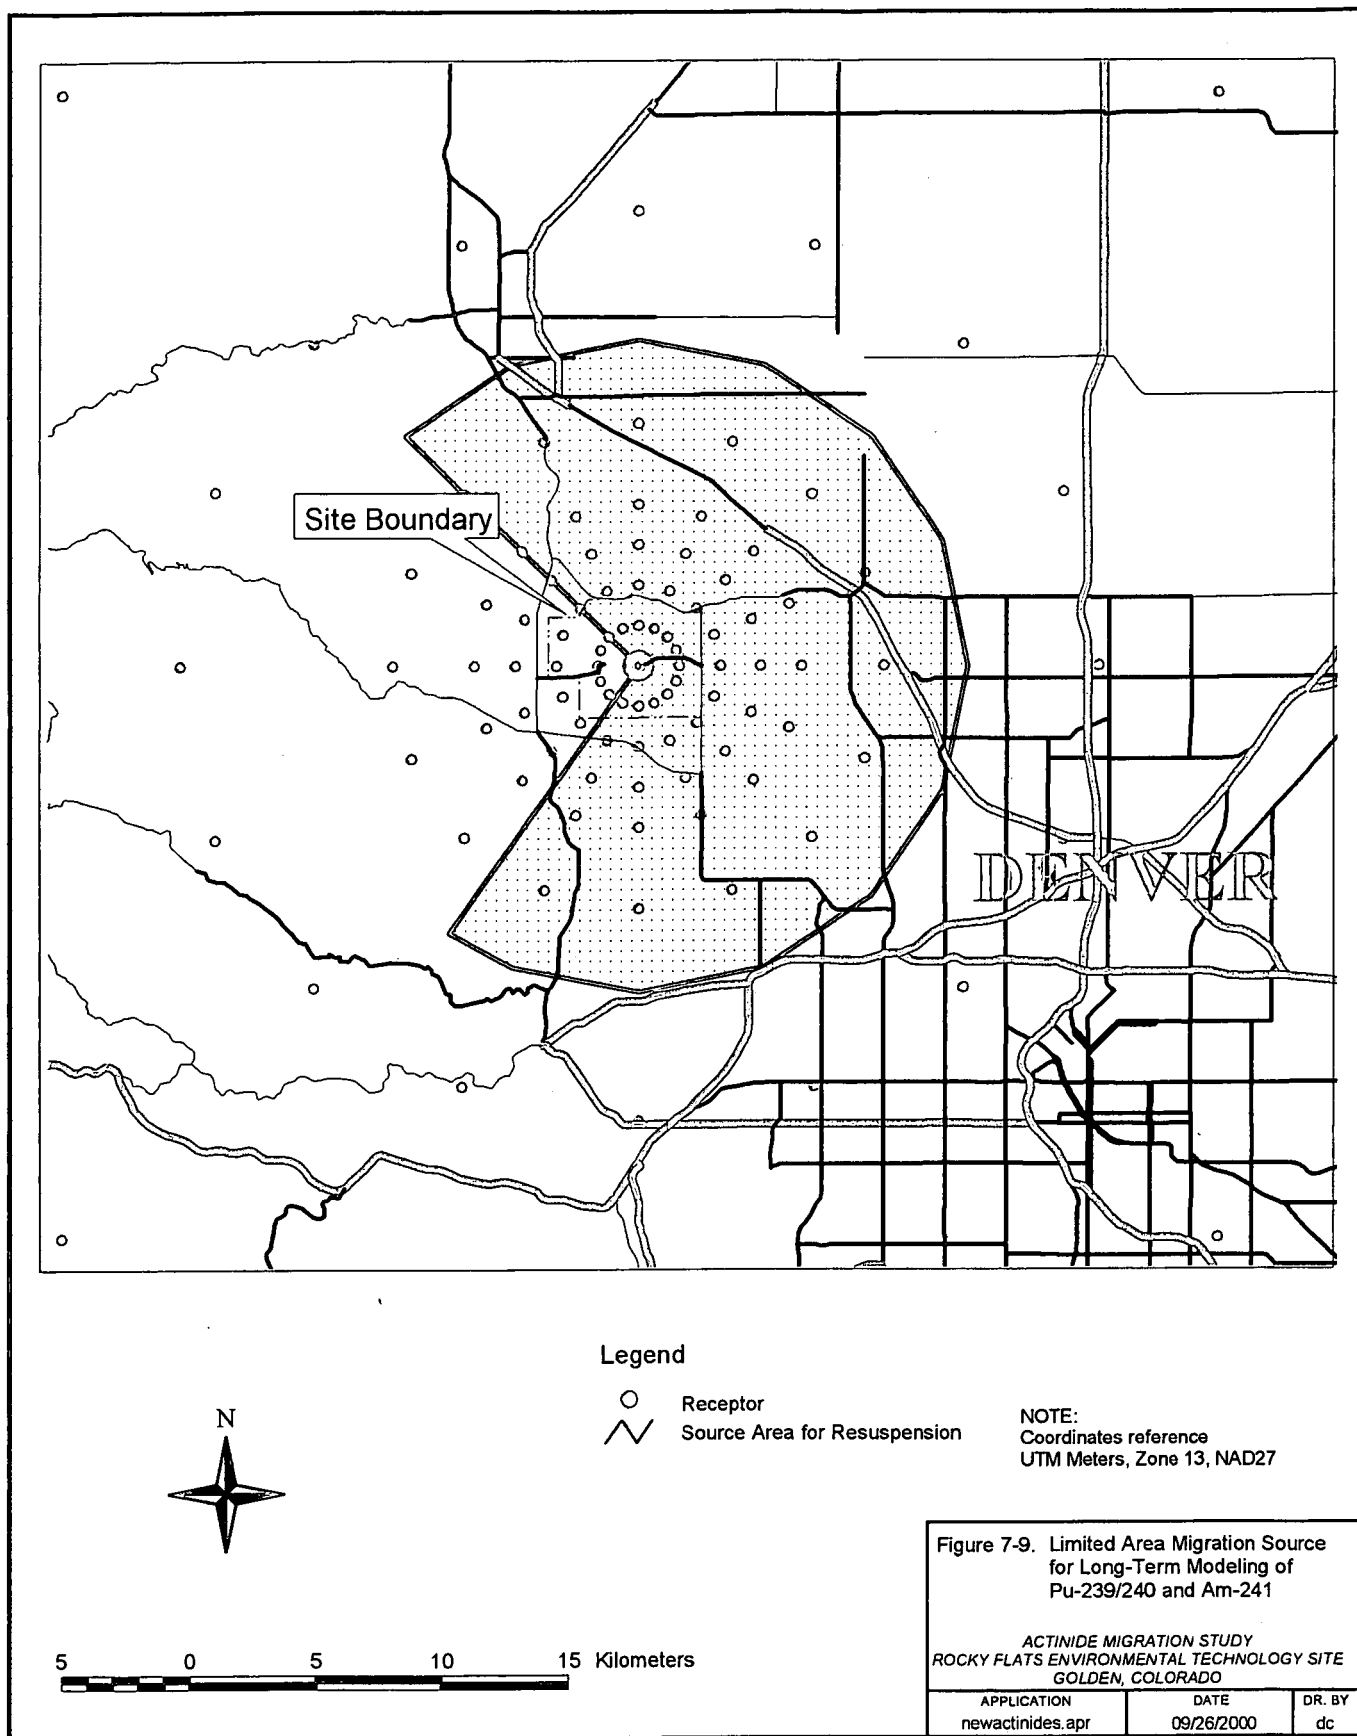 Site Boundary
DENVER
Legend
Receptor
Source Area for Resuspension
N
NOTE:
Coordinates reference
UTM Meters, Zone 13, NAD27
5 0 5 10 15 Kilometers
Figure 7-9. Limited Area Migration Source
for Long-Term Modeling of
Pu-239/240 and Am-241
ACTINIDE MIGRATION STUDY
ROCKY FLATS ENVIRONMENTAL TECHNOLOGY SITE
GOLDEN, COLORADO
APPLICATION DATE DR. BY
newactinides.apr 09/26/2000 dc